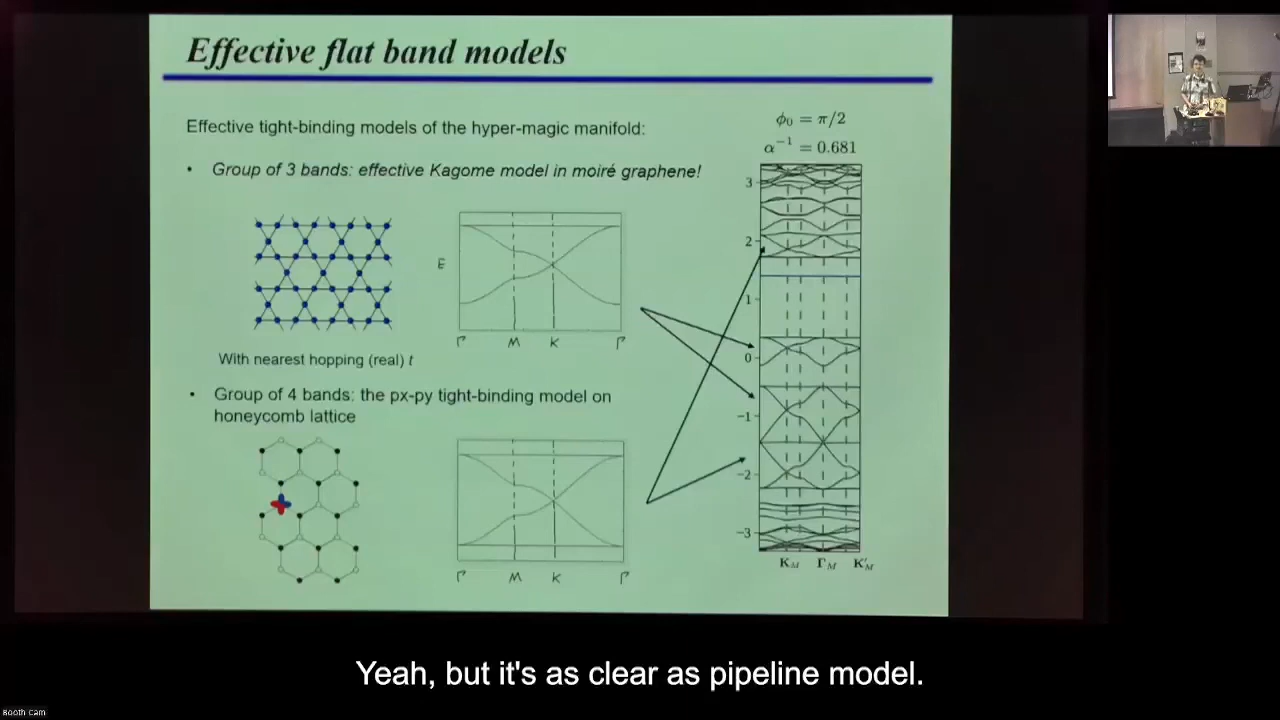 Effective flat band models
Effective tight-binding models of the hyper-magic manifold:
• Group of 3 bands: effective Kagome model in moiré graphene!
E
Γ M K Γ
With nearest hopping (real) t
• Group of 4 bands: the px-py tight-binding model on
honeycomb lattice
Γ M K Γ
ϕ₀ = π/2
α⁻¹ = 0.681
3
2
1
0
−1
−2
−3
K_M Γ_M K′_M
Yeah, but it's as clear as pipeline model.
Booth Cam